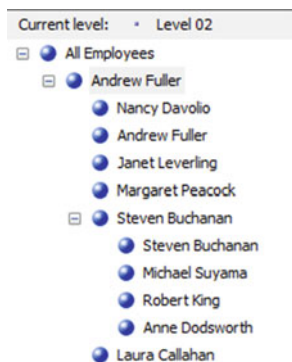 Current level: Level 02
All Employees
Andrew Fuller
Nancy Davolio
Andrew Fuller
Janet Leverling
Margaret Peacock
Steven Buchanan
Steven Buchanan
Michael Suyama
Robert King
Anne Dodsworth
Laura Callahan